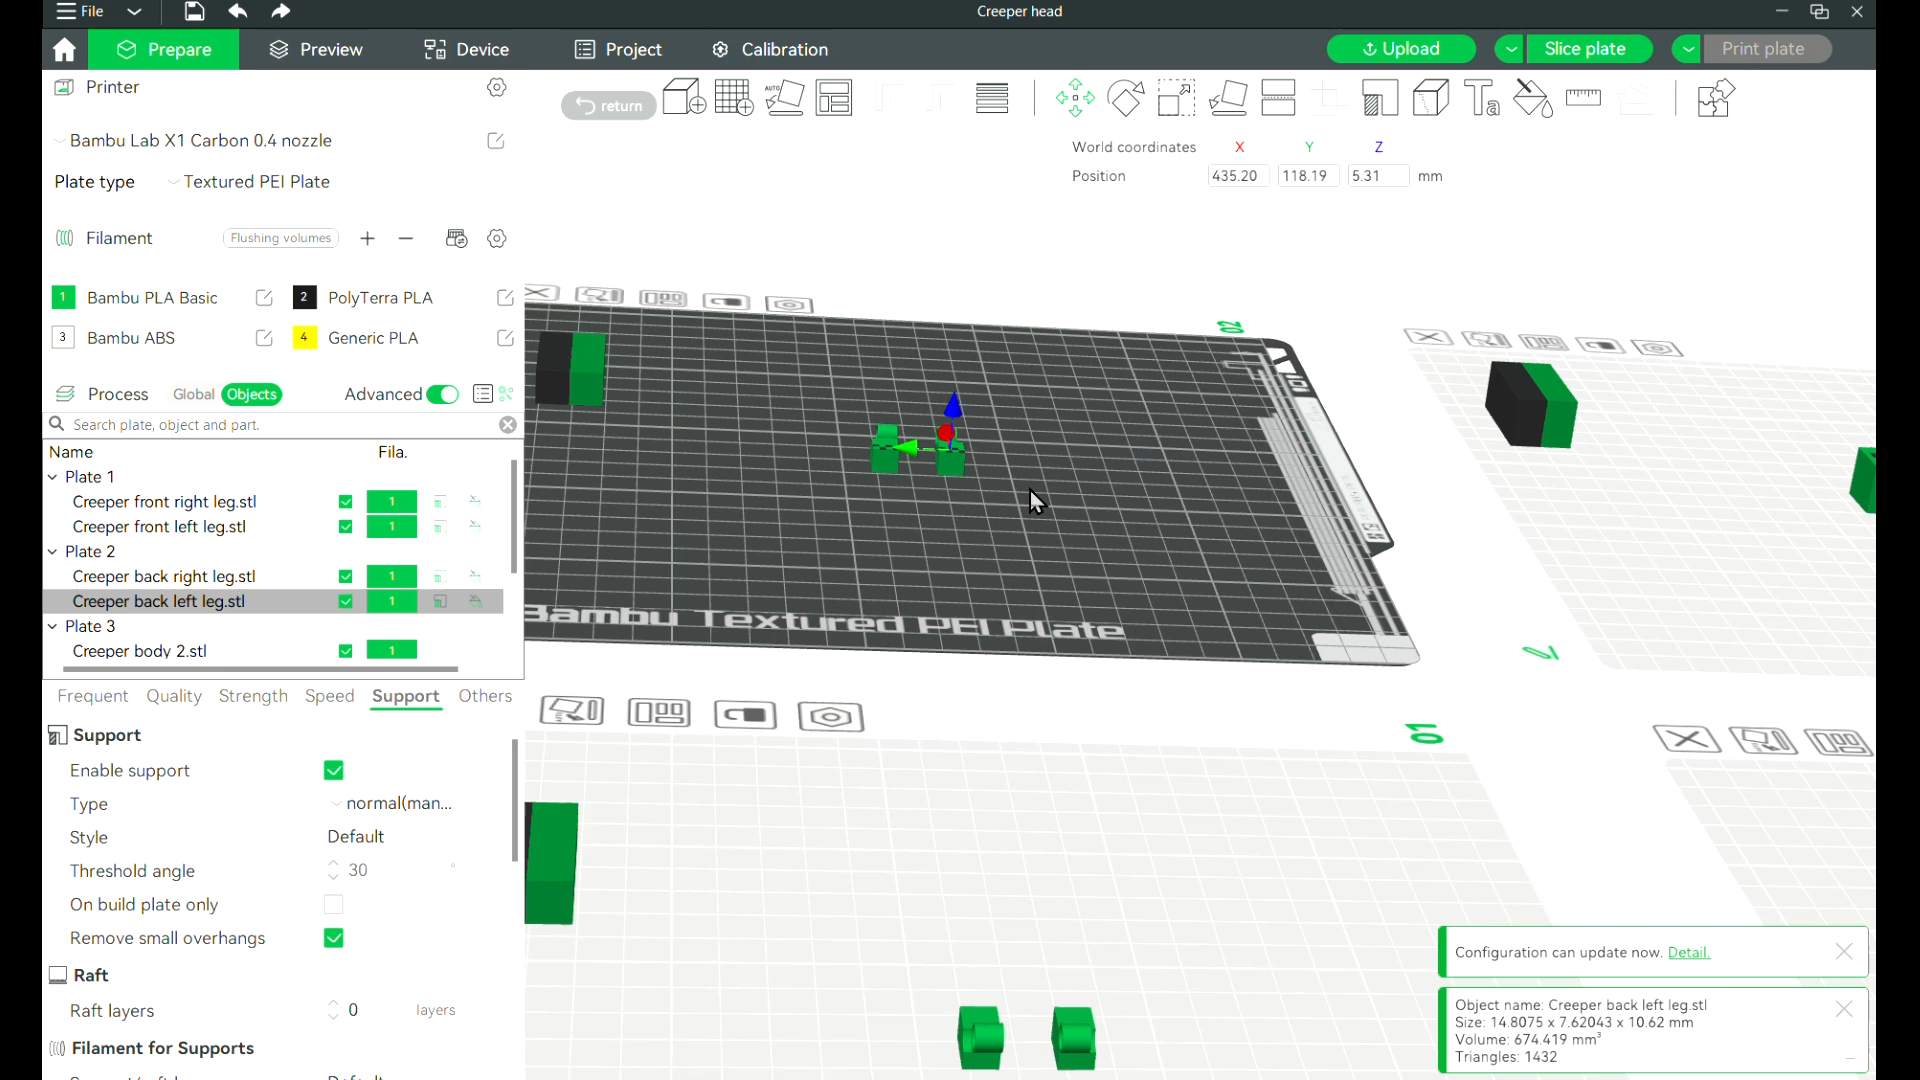 File
Creeper head
Prepare
Preview
Device
Project
Calibration
Upload
Slice plate
Print plate
Printer
return
AUTO
Ta
Bambu Lab X1 Carbon 0.4 nozzle
World coordinates X Y Z
Position 435.20 118.19 5.31 mm
Plate type Textured PEI Plate
Filament
Flushing volumes
1 Bambu PLA Basic
2 PolyTerra PLA
3 Bambu ABS
4 Generic PLA
Process Global Objects
Advanced
Search plate, object and part.
Name Fila.
Plate 1
Creeper front right leg.stl 1
Creeper front left leg.stl 1
Plate 2
Creeper back right leg.stl 1
Creeper back left leg.stl 1
Plate 3
Creeper body 2.stl 1
Frequent Quality Strength Speed Support Others
Support
Enable support
Type normal(man...
Style Default
Threshold angle 30 °
On build plate only
Remove small overhangs
Raft
Raft layers 0 layers
Filament for Supports
02
Bambu Textured PEI Plate
01
Configuration can update now. Detail.
Object name: Creeper back left leg.stl
Size: 14.8075 x 7.62043 x 10.62 mm
Volume: 674.419 mm³
Triangles: 1432